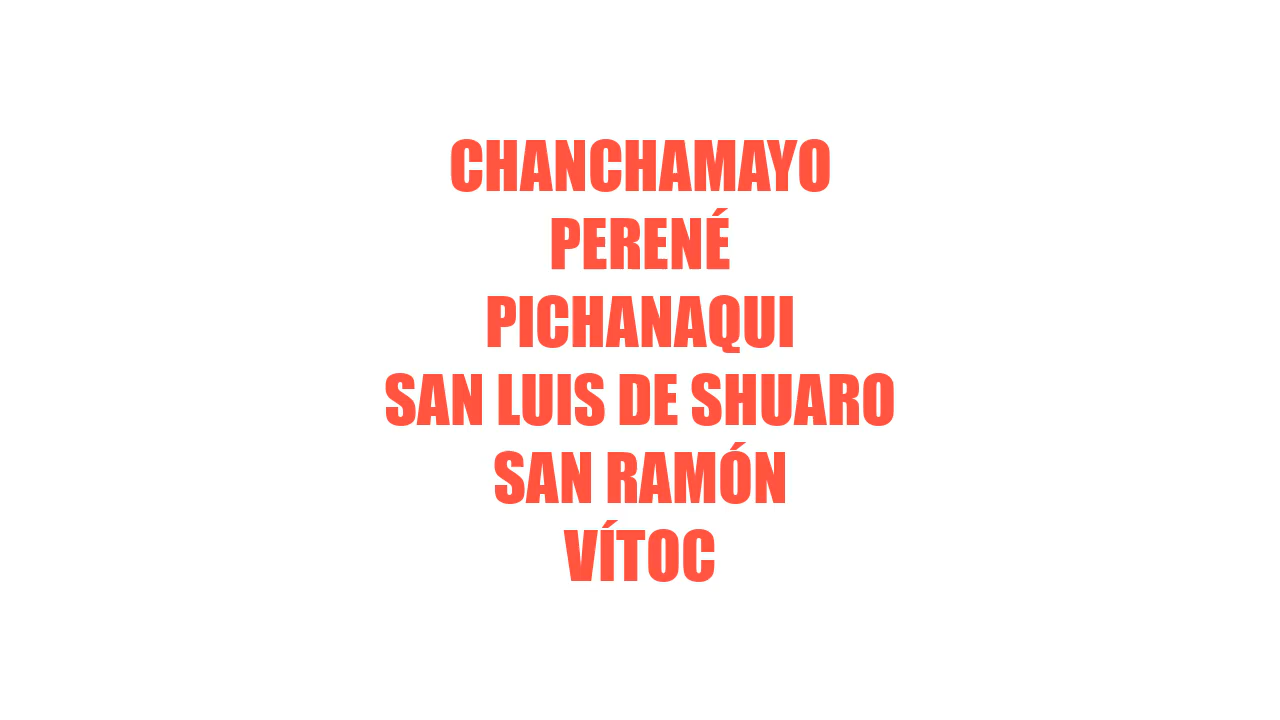 CHANCHAMAYO
PERENÉ
PICHANAQUI
SAN LUIS DE SHUARO
SAN RAMÓN
VÍTOC